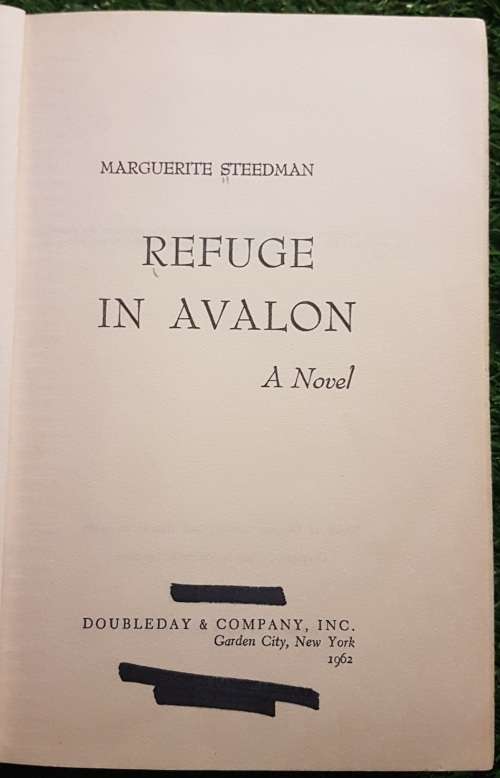 MARGUERITE STEEDMAN
REFUGE
IN AVALON
A Novel
DOUBLEDAY & COMPANY, INC.
Garden City, New York
1962